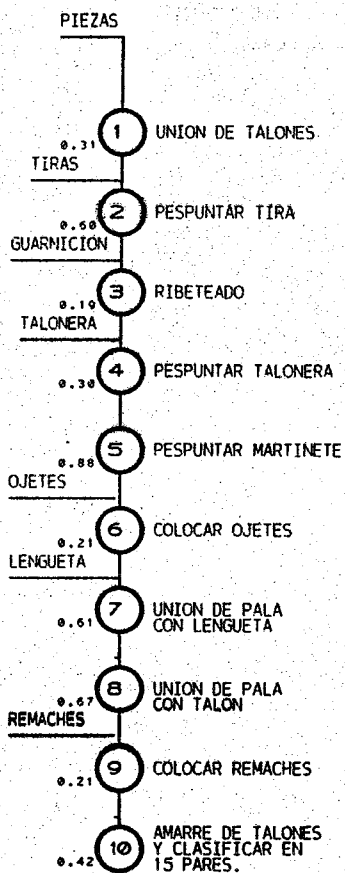 PIEZAS
1 UNION DE TALONES
0.31
TIRAS
2 PESPUNTAR TIRA
0.60
GUARNICION
3 RIBETEADO
0.19
TALONERA
4 PESPUNTAR TALONERA
0.30
5 PESPUNTAR MARTINETE
0.88
OJETES
6 COLOCAR OJETES
0.21
LENGUETA
7 UNION DE PALA
CON LENGUETA
0.61
8 UNION DE PALA
CON TALON
0.67
REMACHES
9 COLOCAR REMACHES
0.21
10 AMARRE DE TALONES
Y CLASIFICAR EN
15 PARES.
0.42